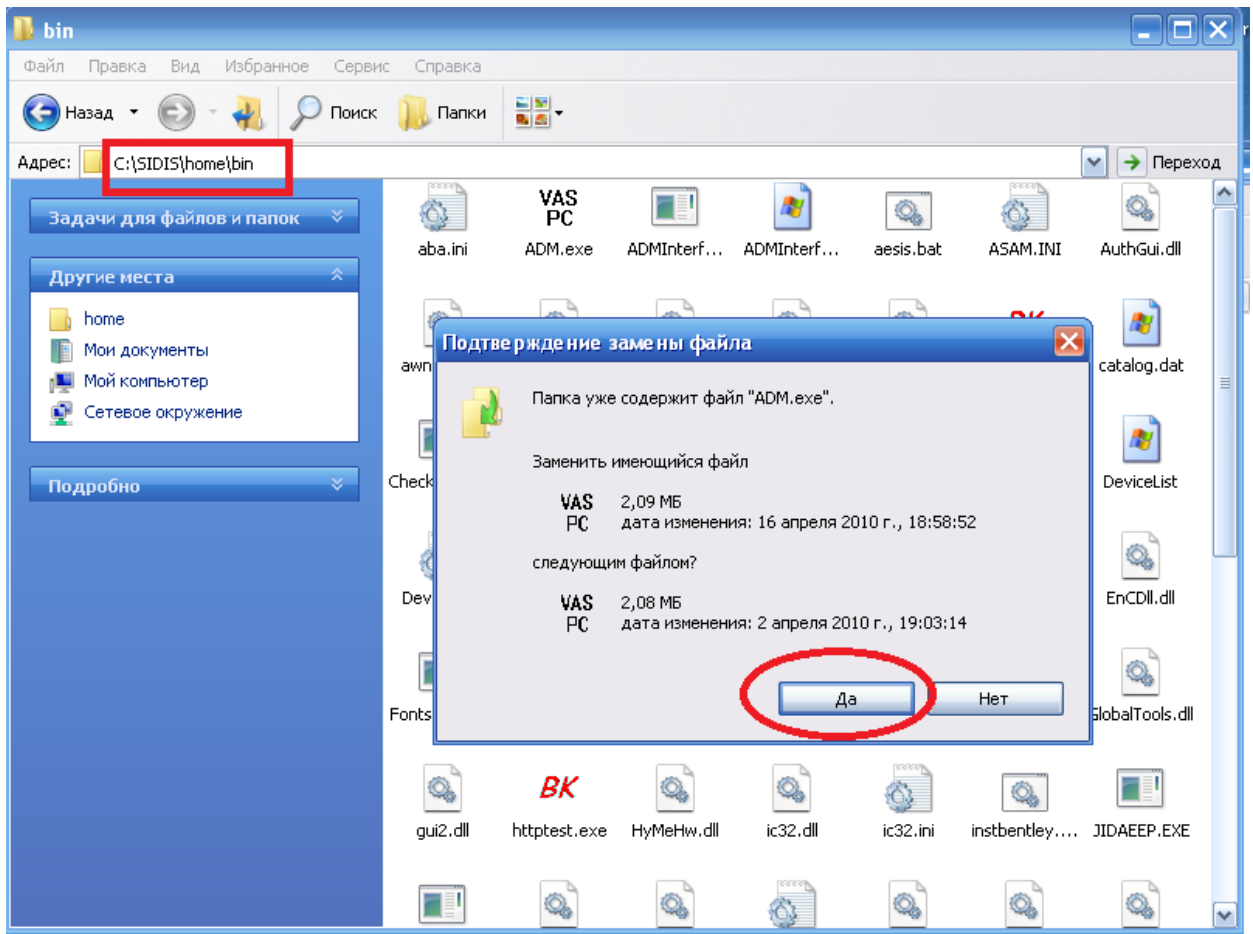 bin
Файл Правка Вид Избранное Сервис Справка
Назад Поиск Папки
Адрес: C:\SIDIS\home\bin Переход
Задачи для файлов и папок
Другие места
home
Мои документы
Мой компьютер
Сетевое окружение
Подробно
VAS PC
aba.ini ADM.exe ADMInterf... ADMInterf... aesis.bat ASAM.INI AuthGui.dll
awn catalog.dat
Check DeviceList
Dev EnCDll.dll
Fonts GlobalTools.dll
BK
gui2.dll httptest.exe HyMeHw.dll ic32.dll ic32.ini instbentley.... JIDAEEP.EXE
Подтверждение замены файла
Папка уже содержит файл "ADM.exe".
Заменить имеющийся файл
VAS 2,09 МБ
PC дата изменения: 16 апреля 2010 г., 18:58:52
следующим файлом?
VAS 2,08 МБ
PC дата изменения: 2 апреля 2010 г., 19:03:14
Да Нет